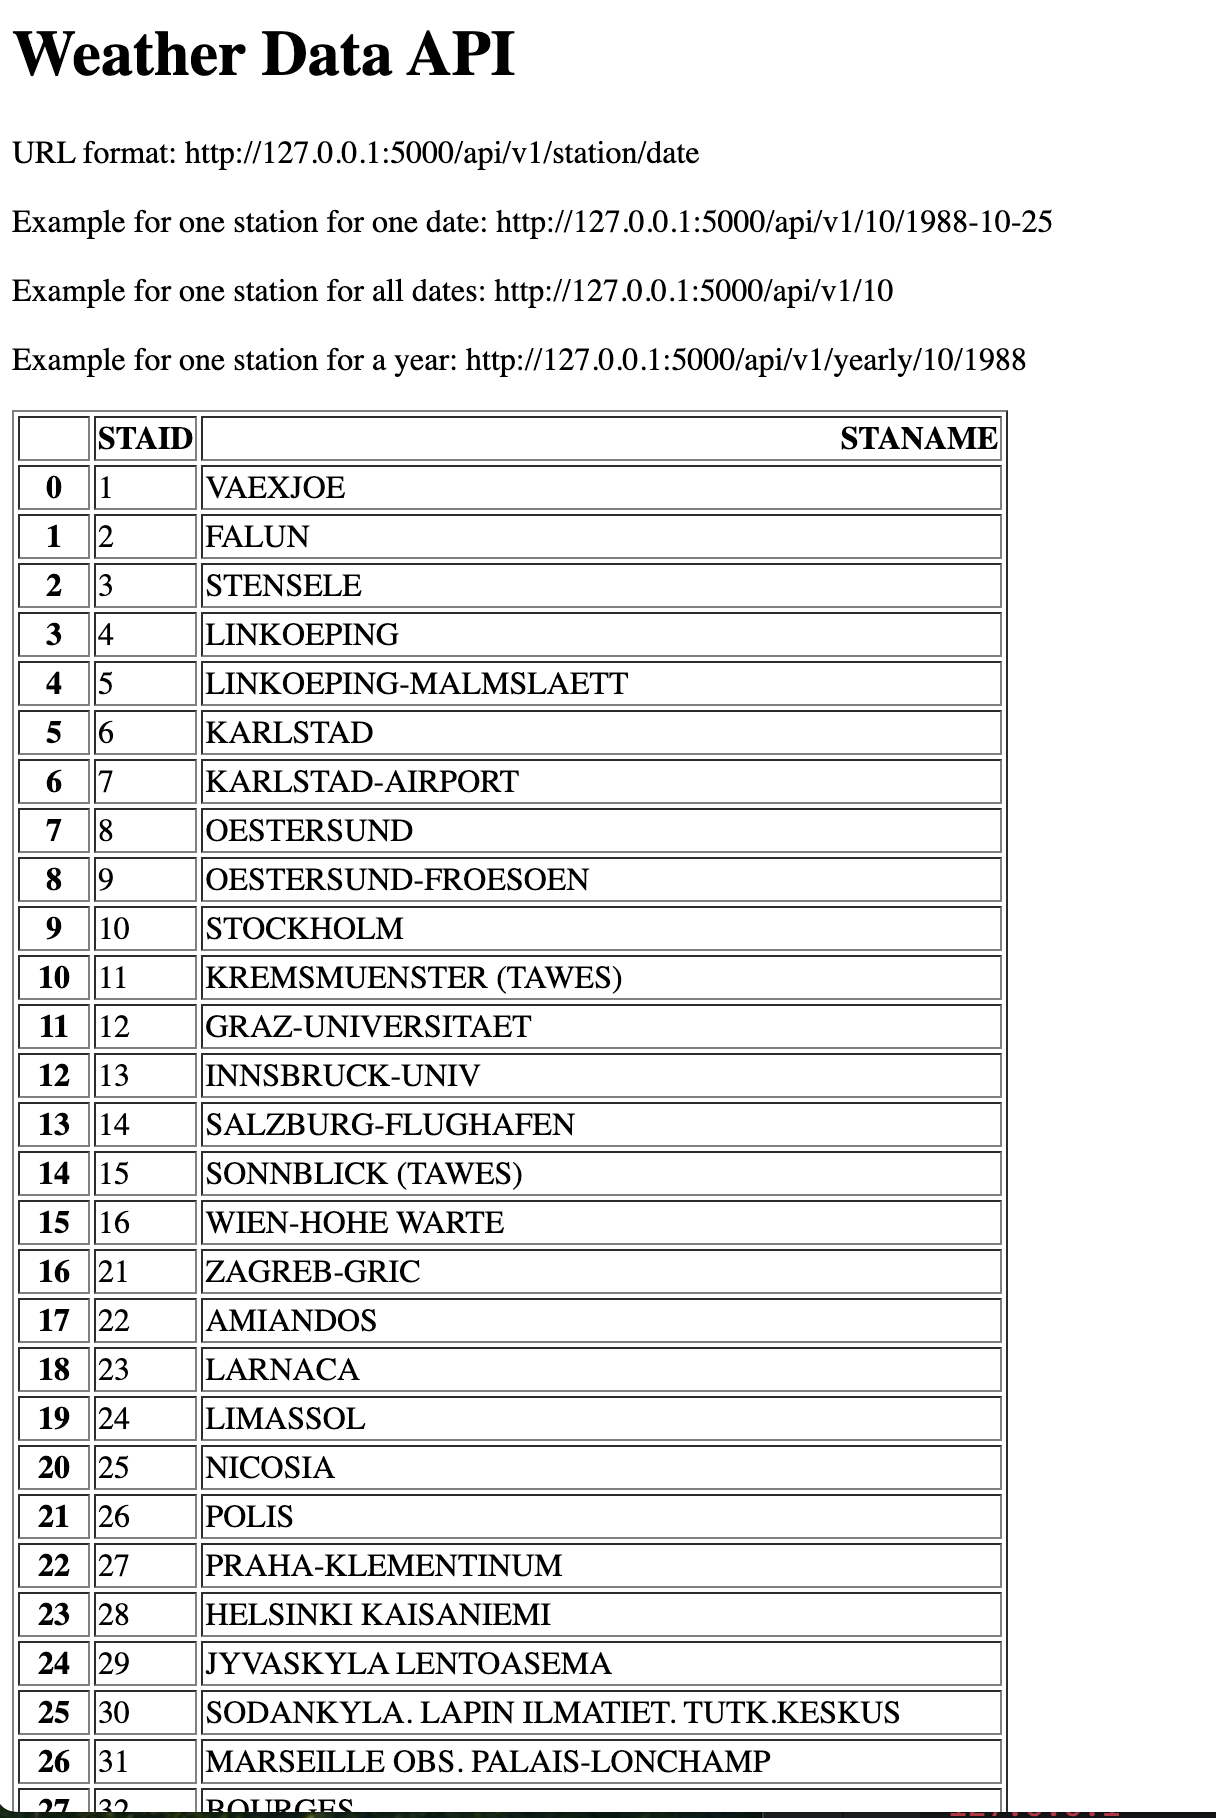 Weather Data API
URL format: http://127.0.0.1:5000/api/v1/station/date
Example for one station for one date: http://127.0.0.1:5000/api/v1/10/1988-10-25
Example for one station for all dates: http://127.0.0.1:5000/api/v1/10
Example for one station for a year: http://127.0.0.1:5000/api/v1/yearly/10/1988
STAID STANAME
0 1 VAEXJOE
1 2 FALUN
2 3 STENSELE
3 4 LINKOEPING
4 5 LINKOEPING-MALMSLAETT
5 6 KARLSTAD
6 7 KARLSTAD-AIRPORT
7 8 OESTERSUND
8 9 OESTERSUND-FROESOEN
9 10 STOCKHOLM
10 11 KREMSMUENSTER (TAWES)
11 12 GRAZ-UNIVERSITAET
12 13 INNSBRUCK-UNIV
13 14 SALZBURG-FLUGHAFEN
14 15 SONNBLICK (TAWES)
15 16 WIEN-HOHE WARTE
16 21 ZAGREB-GRIC
17 22 AMIANDOS
18 23 LARNACA
19 24 LIMASSOL
20 25 NICOSIA
21 26 POLIS
22 27 PRAHA-KLEMENTINUM
23 28 HELSINKI KAISANIEMI
24 29 JYVASKYLA LENTOASEMA
25 30 SODANKYLA. LAPIN ILMATIET. TUTK.KESKUS
26 31 MARSEILLE OBS. PALAIS-LONCHAMP
27 32 BOURGES